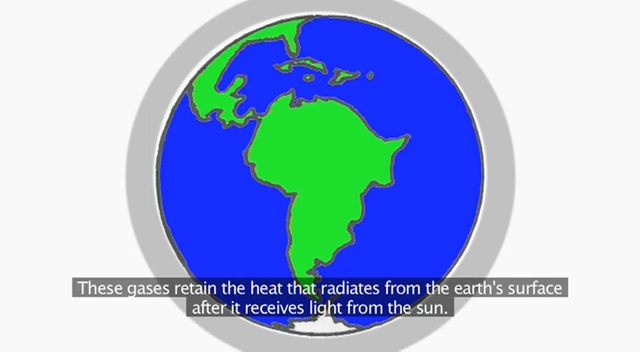 These gases retain the heat that radiates from the earth's surface
after it receives light from the sun.